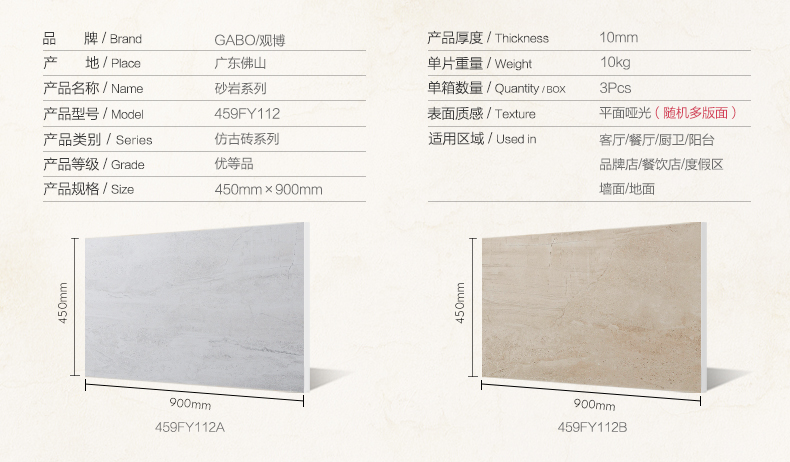 品 牌 / Brand GABO/观博
产 地 / Place 广东佛山
产品名称 / Name 砂岩系列
产品型号 / Model 459FY112
产品类别 / Series 仿古砖系列
产品等级 / Grade 优等品
产品规格 / Size 450mm×900mm
产品厚度 / Thickness 10mm
单片重量 / Weight 10kg
单箱数量 / Quantity / BOX 3Pcs
表面质感 / Texture 平面哑光（随机多版面）
适用区域 / Used in 客厅/餐厅/厨卫/阳台
品牌店/餐饮店/度假区
墙面/地面
450mm
900mm
459FY112A
450mm
900mm
459FY112B